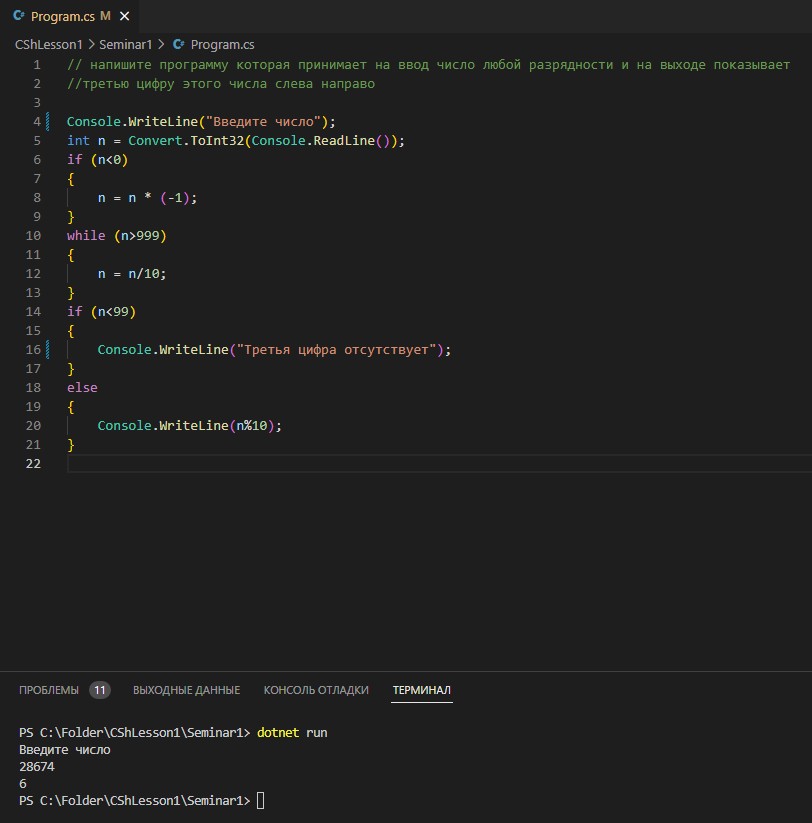 Program.cs M
CShLesson1 > Seminar1 > Program.cs
1 // напишите программу которая принимает на ввод число любой разрядности и на выходе показывает
2 //третью цифру этого числа слева направо
3
4 Console.WriteLine("Введите число");
5 int n = Convert.ToInt32(Console.ReadLine());
6 if (n<0)
7 {
8 n = n * (-1);
9 }
10 while (n>999)
11 {
12 n = n/10;
13 }
14 if (n<99)
15 {
16 Console.WriteLine("Третья цифра отсутствует");
17 }
18 else
19 {
20 Console.WriteLine(n%10);
21 }
22
ПРОБЛЕМЫ 11 ВЫХОДНЫЕ ДАННЫЕ КОНСОЛЬ ОТЛАДКИ ТЕРМИНАЛ
PS C:\Folder\CShLesson1\Seminar1> dotnet run
Введите число
28674
6
PS C:\Folder\CShLesson1\Seminar1>